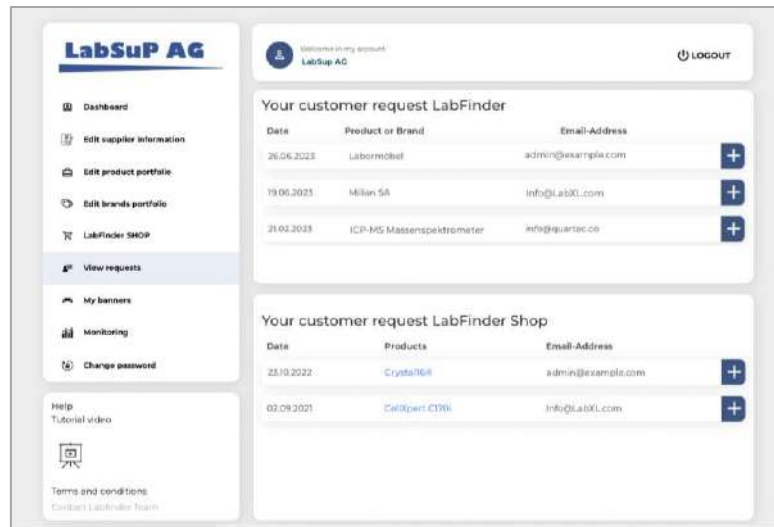 LabSuP AG
Dashboard
Edit supplier information
Edit product portfolio
Edit brands portfolio
LabFinder SHOP
View requests
My banners
Monitoring
Change password
Help
Tutorial video
Terms and conditions
Contact Labfinder Team
Welcome in my account
LabSup AG
LOGOUT
Your customer request LabFinder
Date Product or Brand Email-Address
26.06.2023 Labormöbel admin@example.com
19.06.2023 Milian SA Info@LabXL.com
21.02.2023 ICP-MS Massenspektrometer info@quartec.co
Your customer request LabFinder Shop
Date Products Email-Address
23.10.2022 admin@example.com
02.09.2021 CellXpert C170i Info@LabXL.com